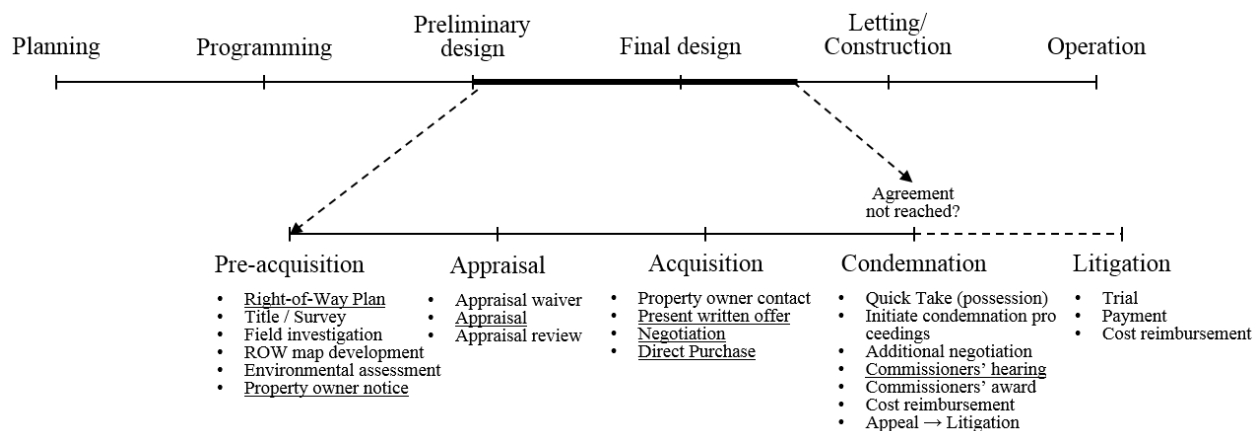 Planning
Programming
Preliminary
design
Final design
Letting/
Construction
Operation
Agreement
not reached?
Pre-acquisition
• Right-of-Way Plan
• Title / Survey
• Field investigation
• ROW map development
• Environmental assessment
• Property owner notice
Appraisal
• Appraisal waiver
• Appraisal
• Appraisal review
Acquisition
• Property owner contact
• Present written offer
• Negotiation
• Direct Purchase
Condemnation
• Quick Take (possession)
• Initiate condemnation pro
ceedings
• Additional negotiation
• Commissioners' hearing
• Commissioners' award
• Cost reimbursement
• Appeal → Litigation
Litigation
• Trial
• Payment
• Cost reimbursement